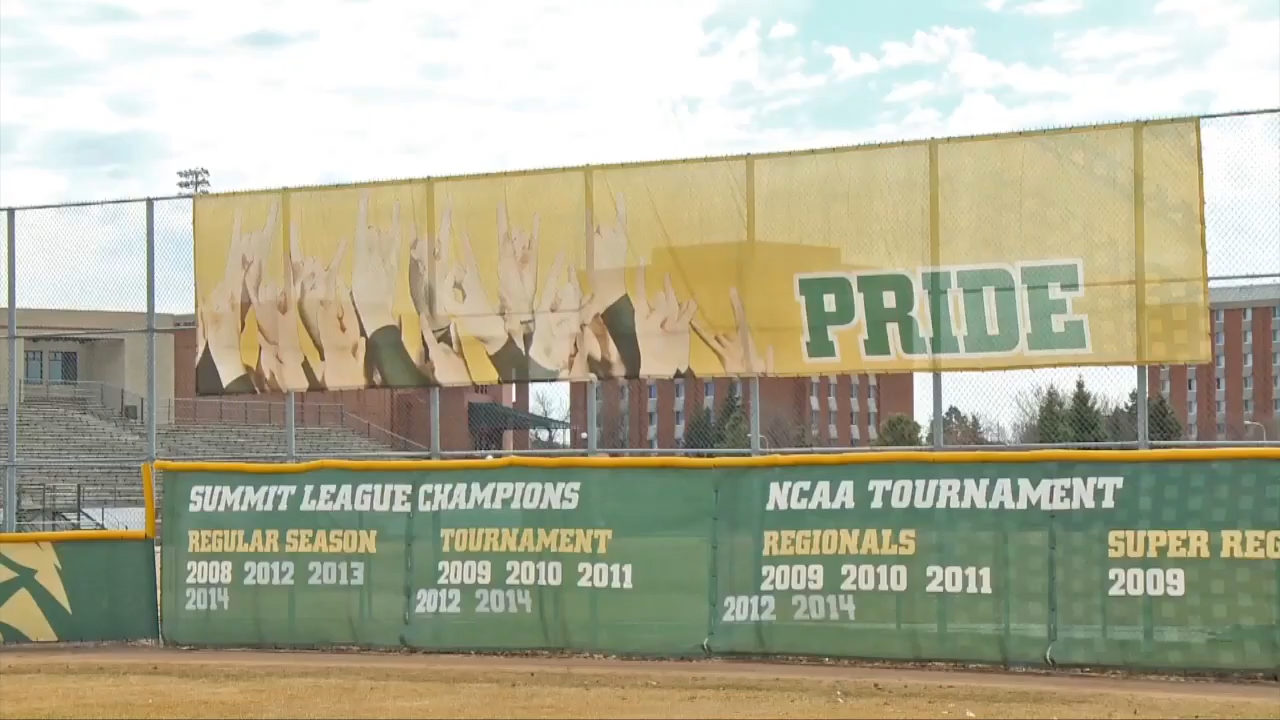 PRIDE
SUMMIT LEAGUE CHAMPIONS
REGULAR SEASON
2008 2012 2013
2014
TOURNAMENT
2009 2010 2011
2012 2014
NCAA TOURNAMENT
REGIONALS
2009 2010 2011
2012 2014
SUPER REG
2009